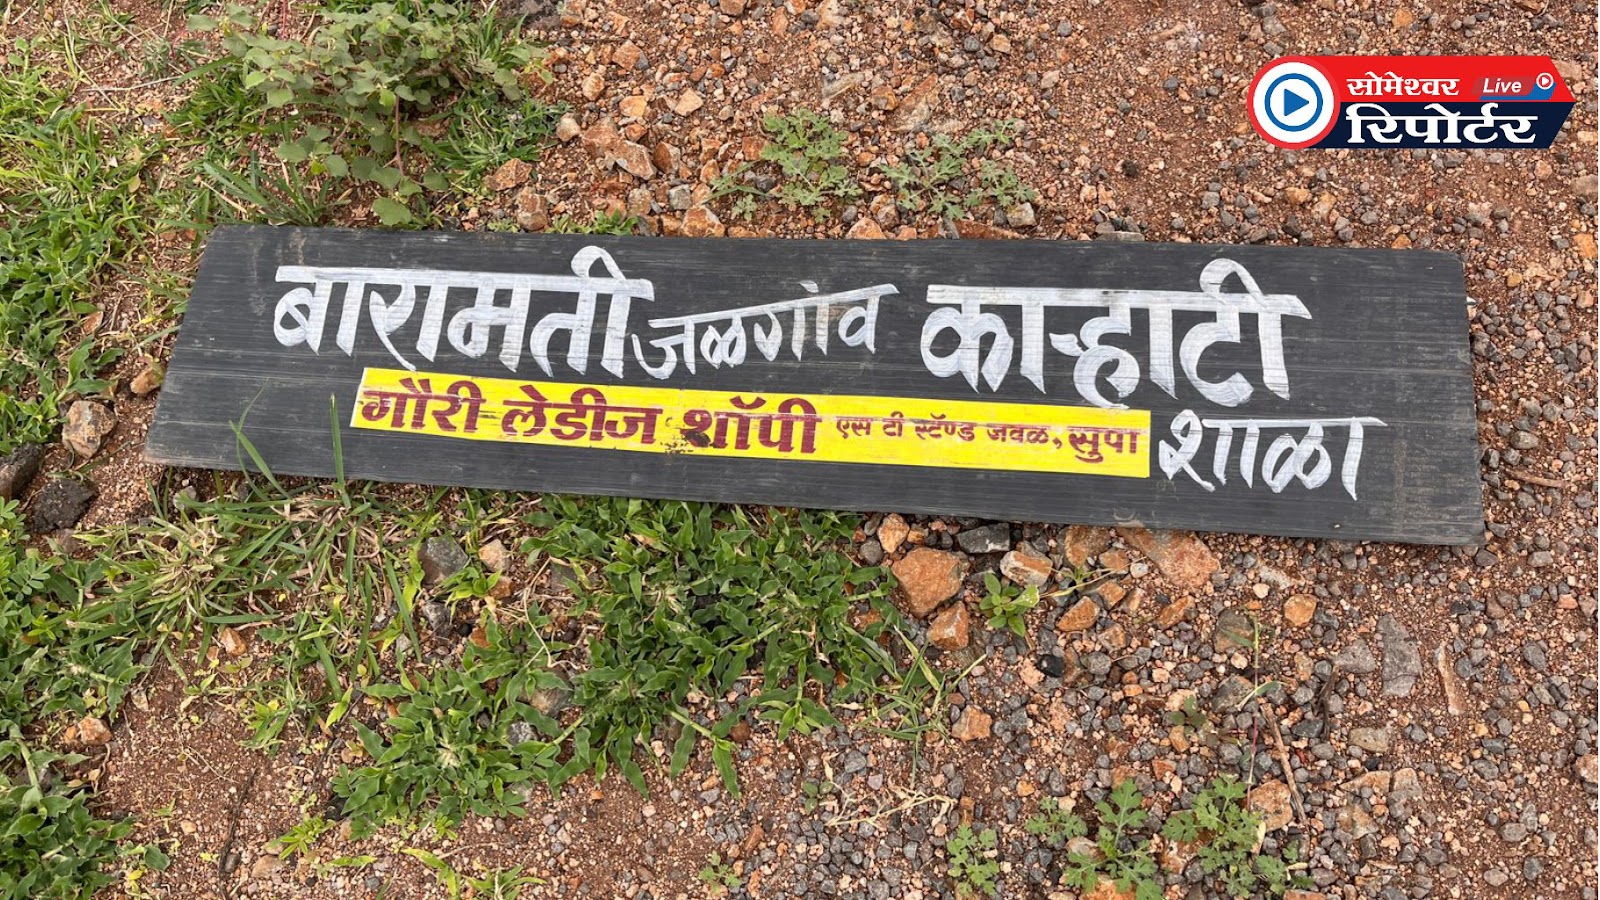 सोमेश्वर Live
रिपोर्टर
बारामती जळगांव काऱ्हाटी
शाळा
गौरी लेडीज शॉपी एस टी स्टॅण्ड जवळ, सुपा